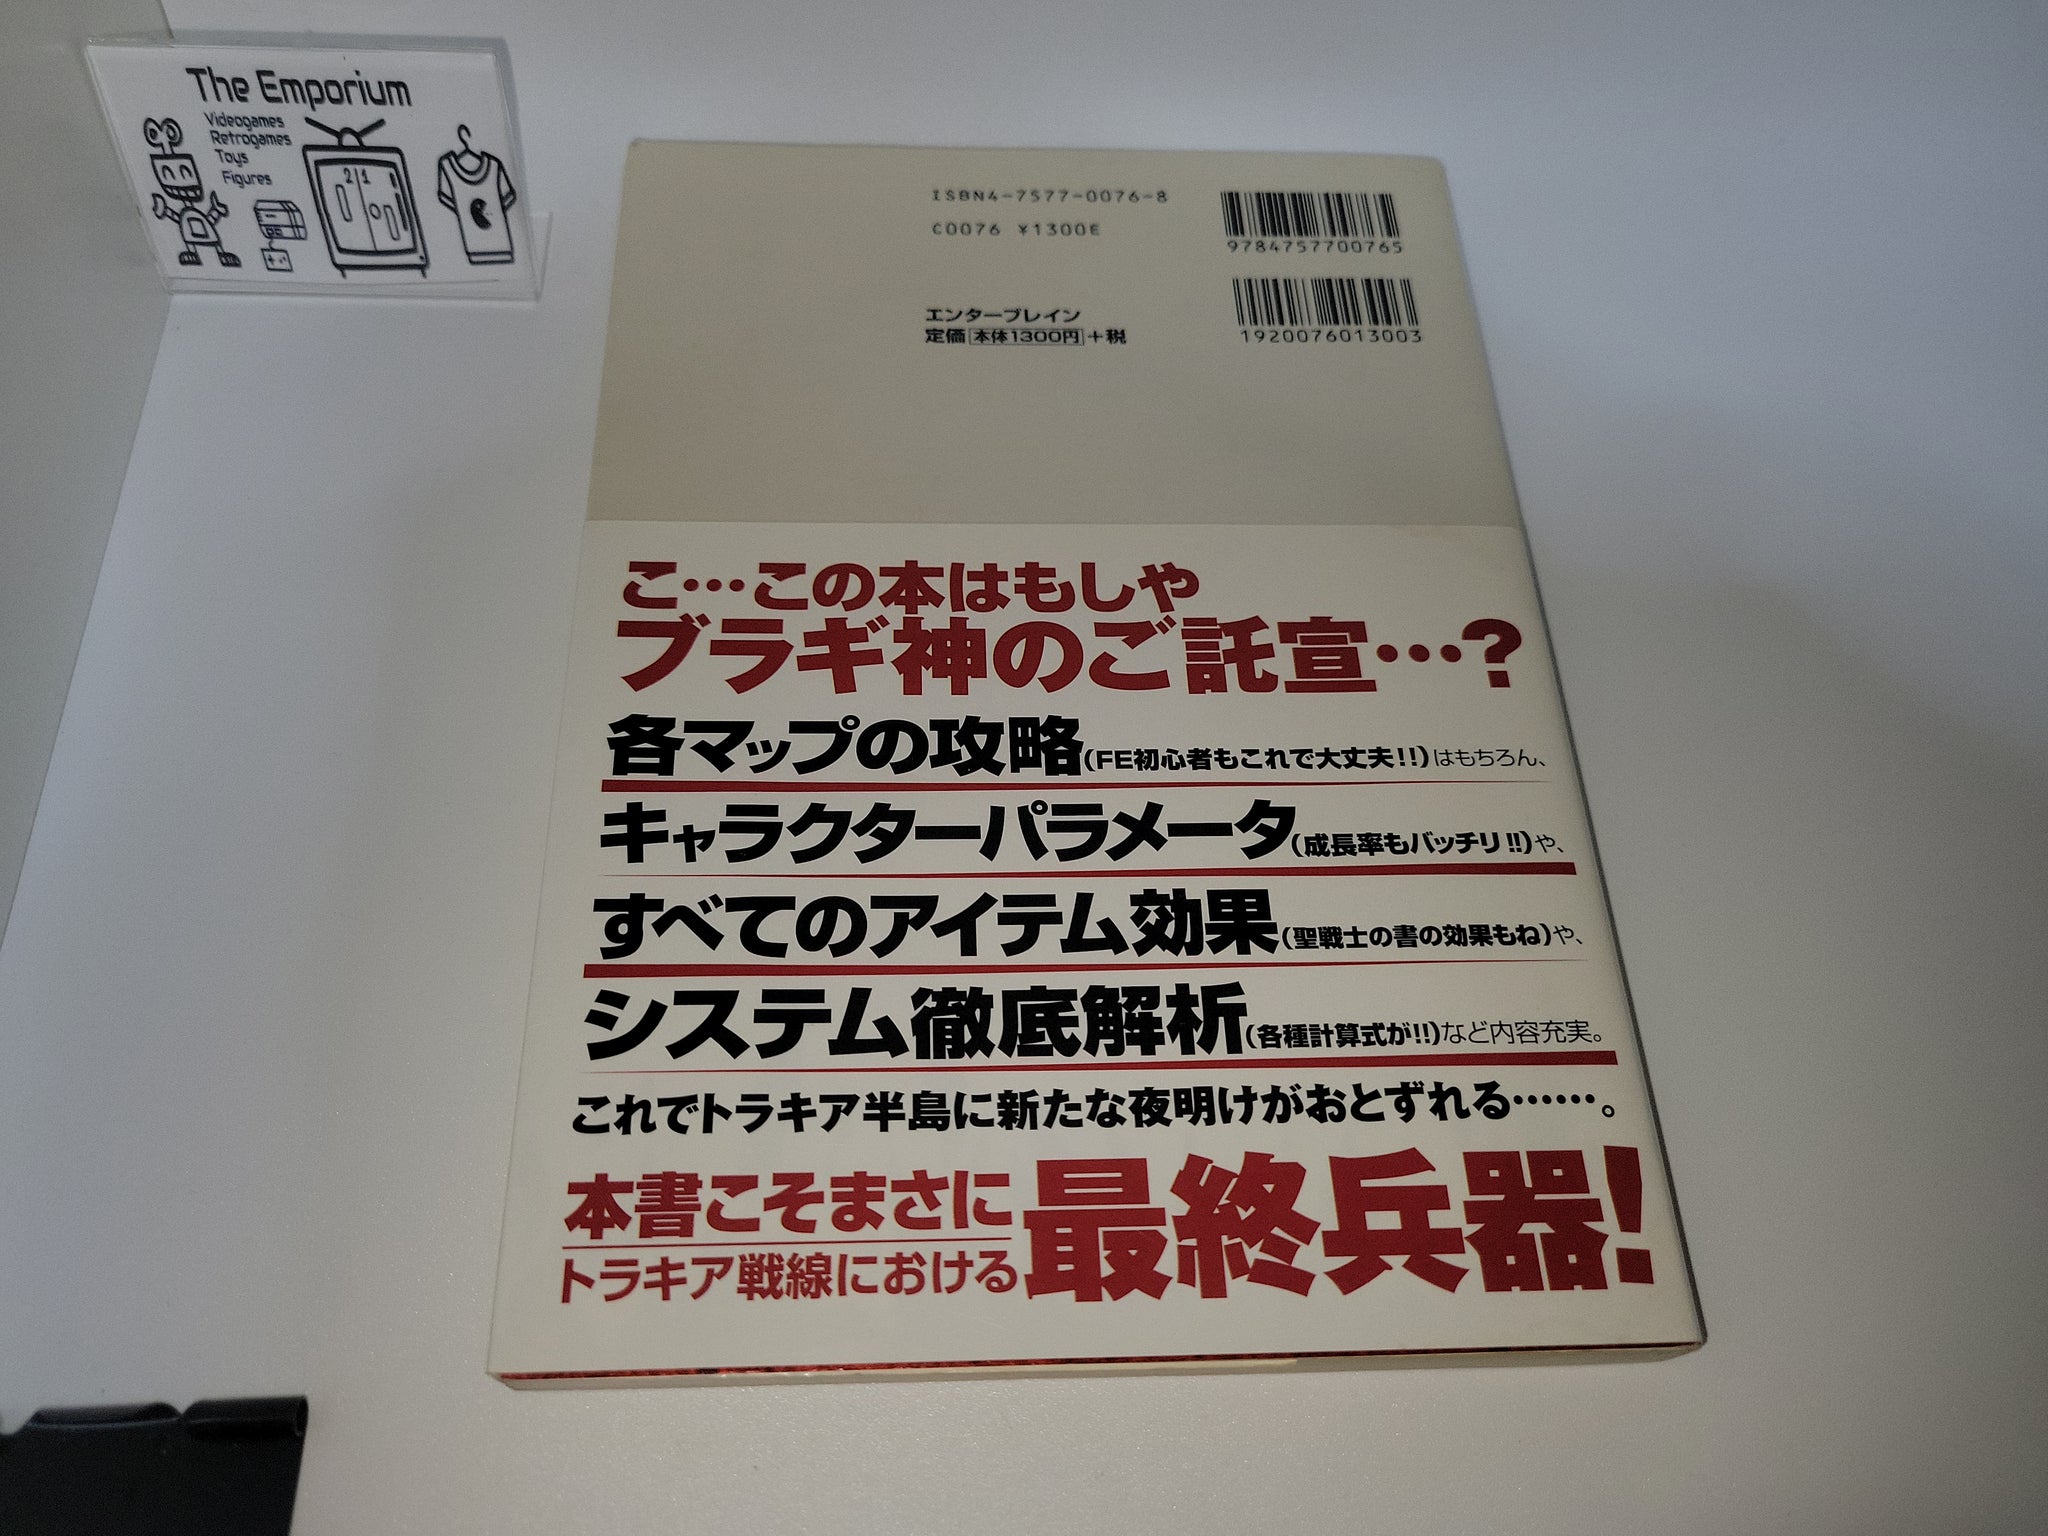 The Emporium
Videogames
Retrogames
Toys
Figures
21
ISBN4-7577-0076-8
C0076 ¥1300E
9784757700765
エンターブレイン
定価 本体1300円 +税
1920076013003
こ…この本はもしや
ブラギ神のご託宣…?
各マップの攻略(FE初心者もこれで大丈夫!!)はもちろん、
キャラクターパラメータ(成長率もバッチリ!!)や、
すべてのアイテム効果(聖戦士の書の効果もね)や、
システム徹底解析(各種計算式が!!)など内容充実。
これでトラキア半島に新たな夜明けがおとずれる……。
本書こそまさに
トラキア戦線における
最終兵器!